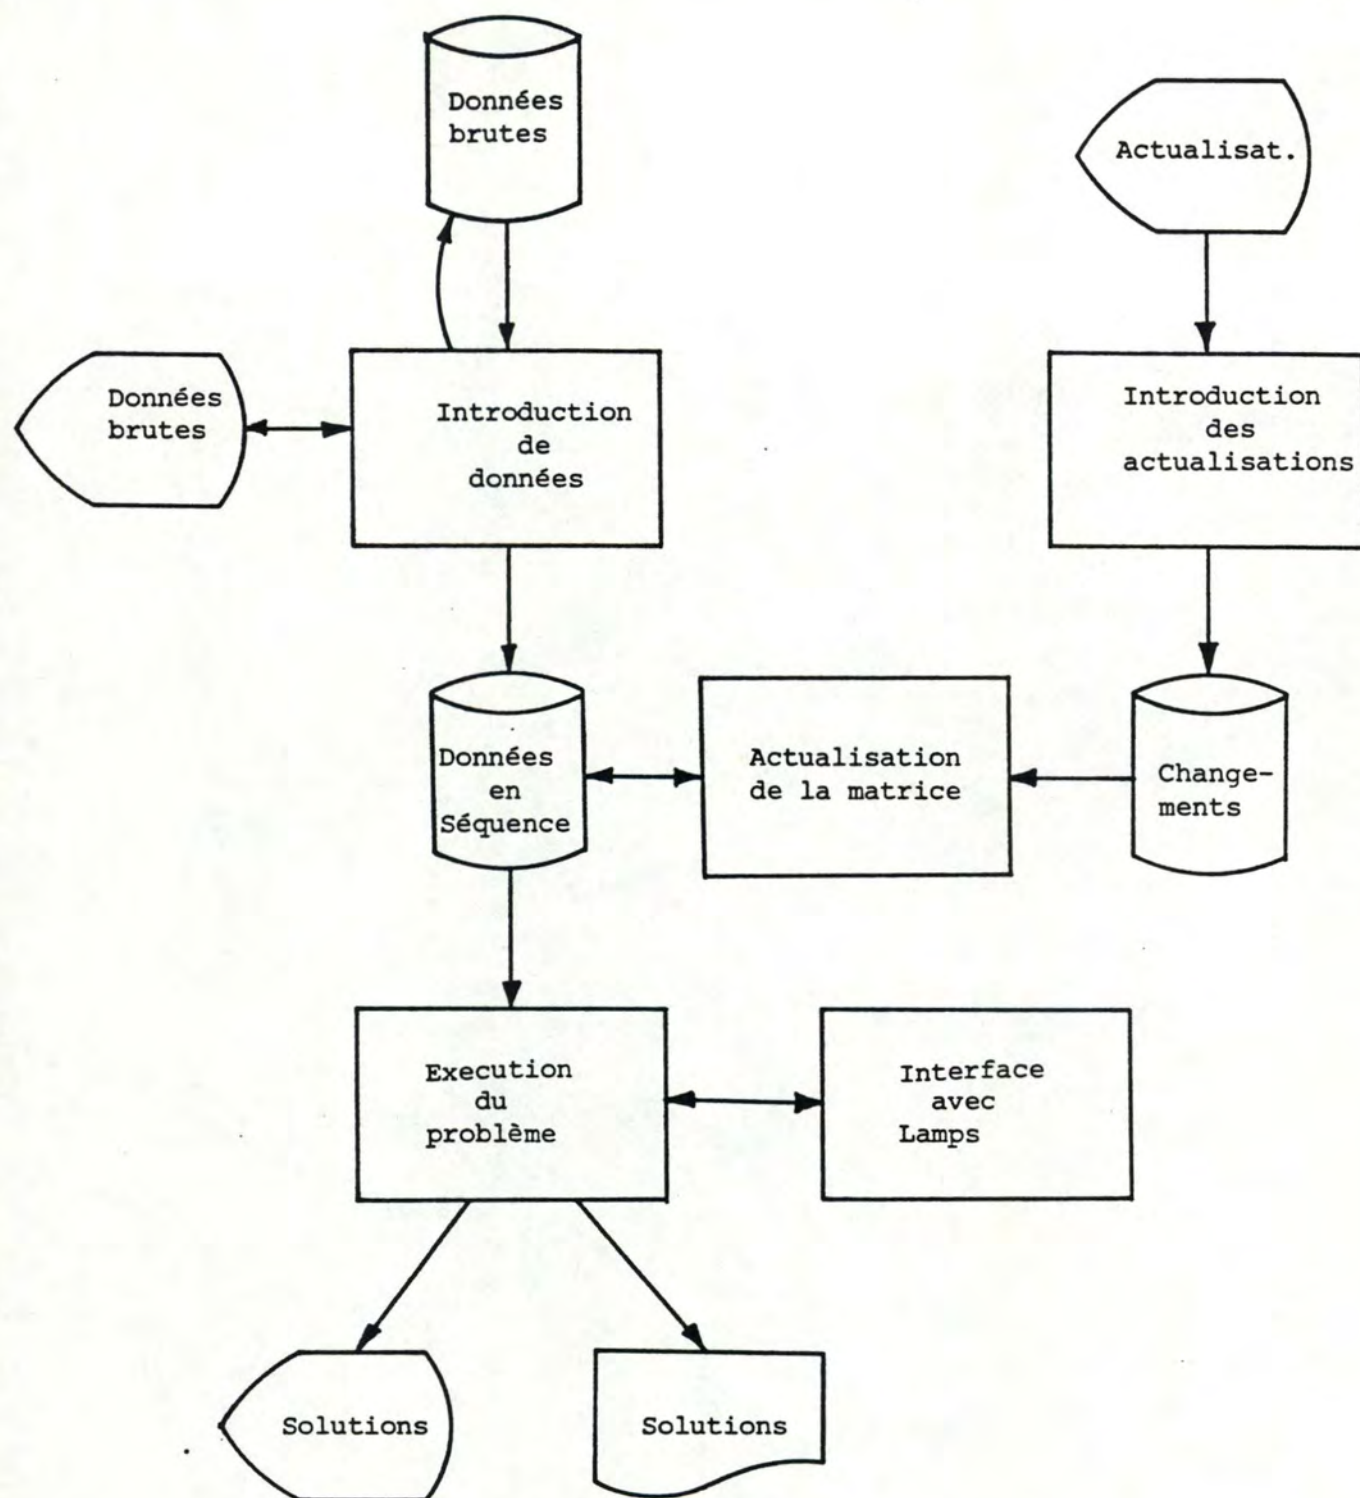 Données
brutes
Actualisat.
Données
brutes
Introduction
de
données
Introduction
des
actualisations
Données
en
Séquence
Actualisation
de la matrice
Change-
ments
Execution
du
problème
Interface
avec
Lamps
Solutions
Solutions